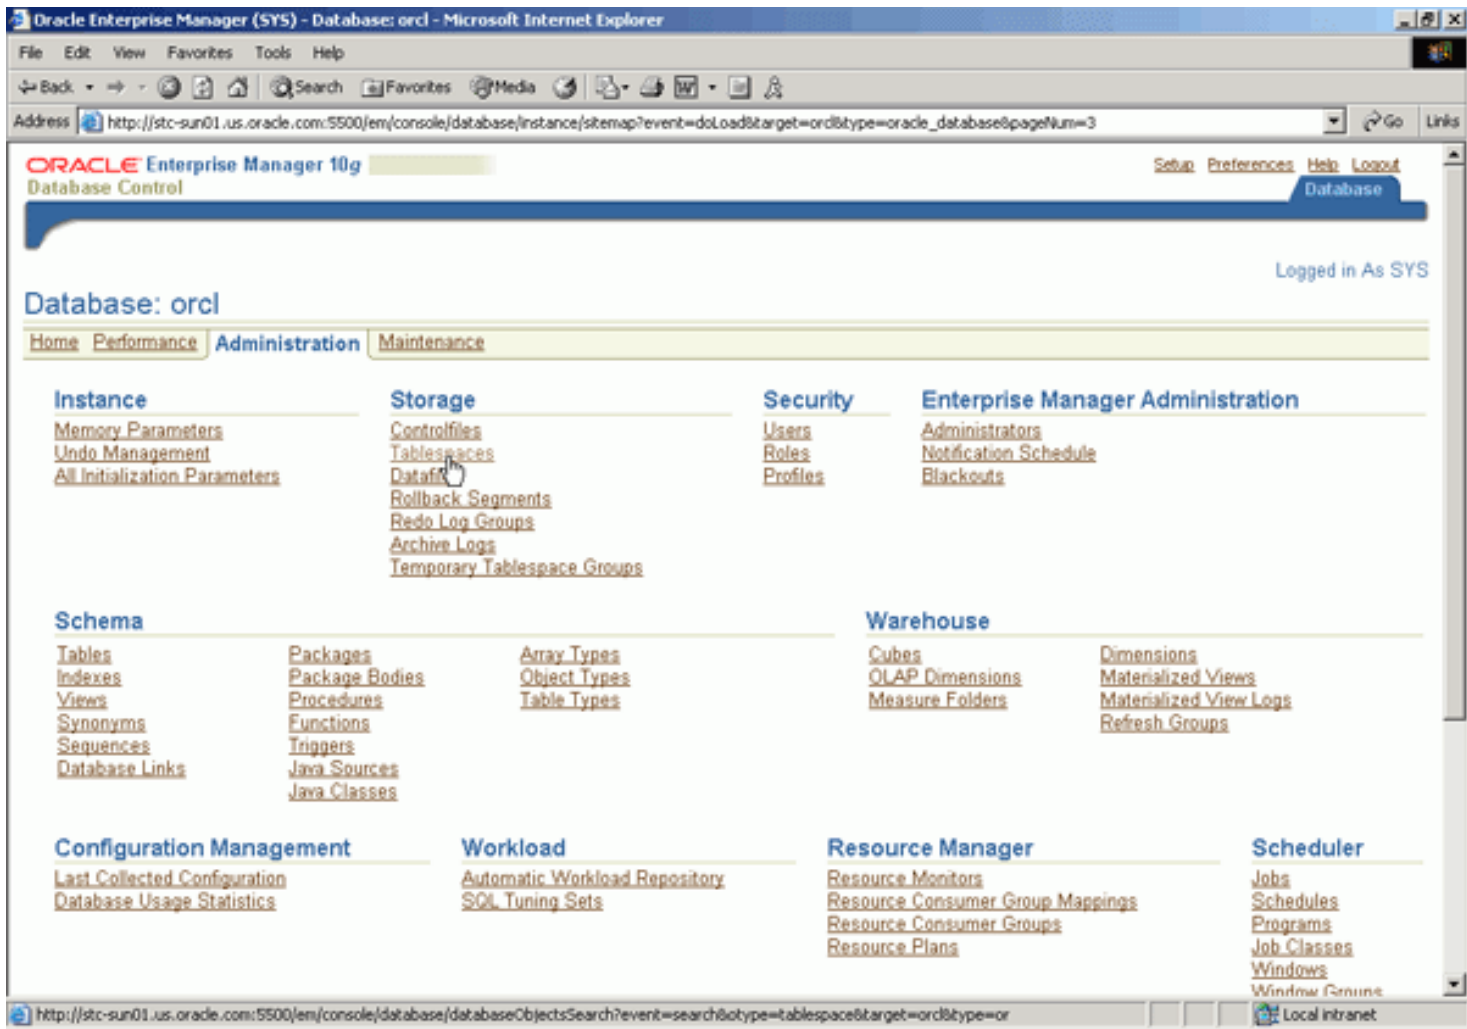 Oracle Enterprise Manager (SYS) - Database: orcl - Microsoft Internet Explorer
File Edit View Favorites Tools Help
Back Search Favorites Media
Address http://stc-sun01.us.oracle.com:5500/em/console/database/instance/sitemap?event=doLoad&target=orcl&type=oracle_database&pageNum=3 Go Links
ORACLE Enterprise Manager 10g
Database Control
Setup Preferences Help Logout
Database
Logged in As SYS
Database: orcl
Home Performance Administration Maintenance
Instance
Memory Parameters
Undo Management
All Initialization Parameters
Storage
Controlfiles
Tablespaces
Rollback Segments
Redo Log Groups
Archive Logs
Temporary Tablespace Groups
Security
Users
Roles
Profiles
Enterprise Manager Administration
Administrators
Notification Schedule
Blackouts
Schema
Tables
Indexes
Views
Synonyms
Sequences
Database Links
Packages
Package Bodies
Procedures
Functions
Triggers
Java Sources
Java Classes
Array Types
Object Types
Table Types
Warehouse
Cubes
OLAP Dimensions
Measure Folders
Dimensions
Materialized Views
Materialized View Logs
Refresh Groups
Configuration Management
Last Collected Configuration
Database Usage Statistics
Workload
Automatic Workload Repository
SQL Tuning Sets
Resource Manager
Resource Monitors
Resource Consumer Group Mappings
Resource Consumer Groups
Resource Plans
Scheduler
Jobs
Schedules
Programs
Job Classes
Windows
Window Groups
http://stc-sun01.us.oracle.com:5500/em/console/database/databaseObjectsSearch?event=search&otype=tablespace&target=orcl&type=or
Local intranet